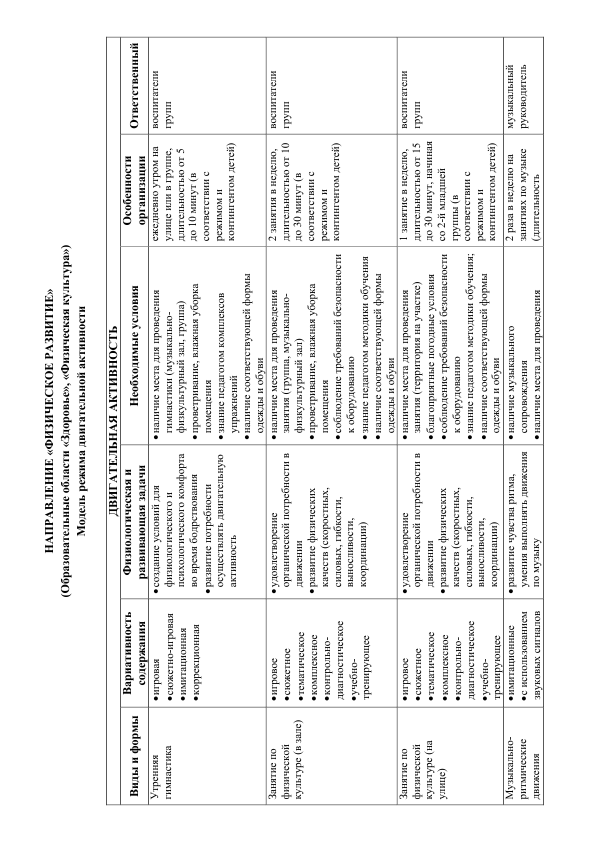 НАПРАВЛЕНИЕ «ФИЗИЧЕСКОЕ РАЗВИТИЕ»
(Образовательные области «Здоровье», «Физическая культура»)
Модель режима двигательной активности
ДВИГАТЕЛЬНАЯ АКТИВНОСТЬ
Виды и формы
Вариативность
содержания
Физиологическая и
развивающая задачи
Необходимые условия
Особенности
организации
Ответственный
Утренняя
гимнастика
•игровая
•сюжетно-игровая
•имитационная
•коррекционная
•создание условий для
физиологического и
психологического комфорта
во время бодрствования
•развитие потребности
осуществлять двигательную
активность
•наличие места для проведения
гимнастики (музыкально-
физкультурный зал, группа)
•проветривание, влажная уборка
помещения
•знание педагогом комплексов
упражнений
•наличие соответствующей формы
одежды и обуви
ежедневно утром на
улице или в группе,
длительностью от 5
до 10 минут (в
соответствии с
режимом и
контингентом детей)
воспитатели
групп
Занятие по
физической
культуре (в зале)
•игровое
•сюжетное
•тематическое
•комплексное
•контрольно-
диагностическое
•учебно-
тренирующее
•удовлетворение
органической потребности в
движении
•развитие физических
качеств (скоростных,
силовых, гибкости,
выносливости,
координации)
•наличие места для проведения
занятия (группа, музыкально-
физкультурный зал)
•проветривание, влажная уборка
помещения
•соблюдение требований безопасности
к оборудованию
•знание педагогом методики обучения
•наличие соответствующей формы
одежды и обуви
2 занятия в неделю,
длительностью от 10
до 30 минут (в
соответствии с
режимом и
контингентом детей)
воспитатели
групп
Занятие по
физической
культуре (на
улице)
•игровое
•сюжетное
•тематическое
•комплексное
•контрольно-
диагностическое
•учебно-
тренирующее
•удовлетворение
органической потребности в
движении
•развитие физических
качеств (скоростных,
силовых, гибкости,
выносливости,
координации)
•наличие места для проведения
занятия (территория на участке)
•благоприятные погодные условия
•соблюдение требований безопасности
к оборудованию
•знание педагогом методики обучения;
•наличие соответствующей формы
одежды и обуви
1 занятие в неделю,
длительностью от 15
до 30 минут, начиная
со 2-й младшей
группы (в
соответствии с
режимом и
контингентом детей)
воспитатели
групп
Музыкально-
ритмические
движения
•имитационные
•с использованием
звуковых сигналов
•развитие чувства ритма,
умения выполнять движения
по музыку
•наличие музыкального
сопровождения
•наличие места для проведения
2 раза в неделю на
занятиях по музыке
(длительность
музыкальный
руководитель